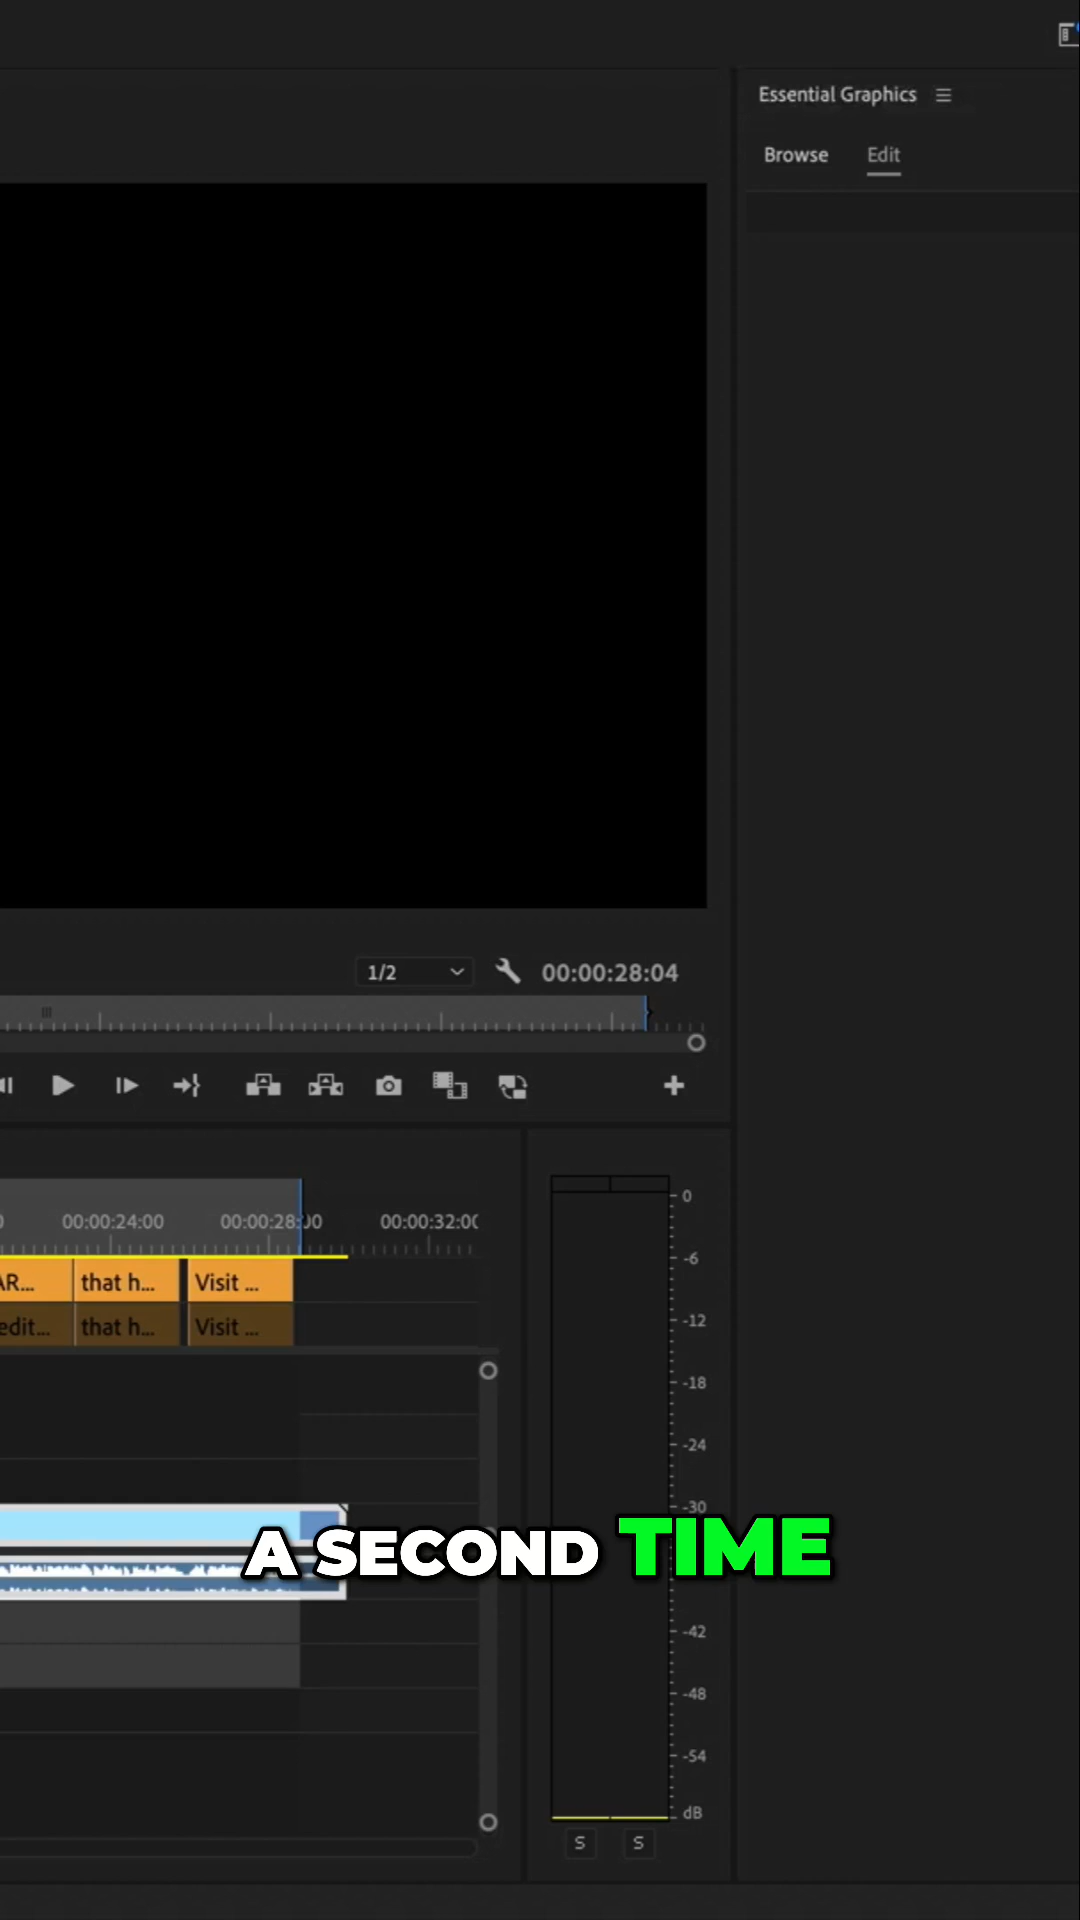 Essential Graphics
Browse Edit
1/2 00:00:28:04
00:00:24:00 00:00:28:00 00:00:32:00
AR... that h... Visit ...
edit... that h... Visit ...
0
-6
-12
-18
-24
-30
A SECOND TIME
-42
-48
-54
dB
S S